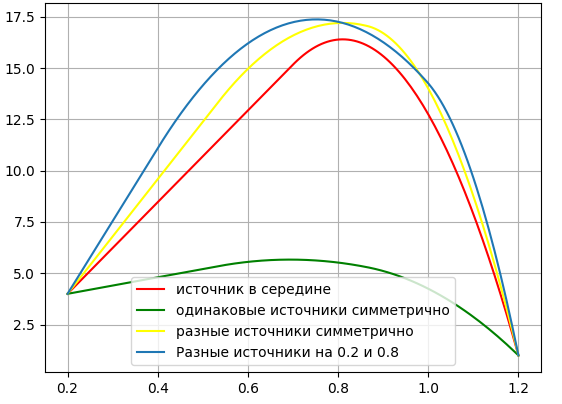 17.5
15.0
12.5
10.0
7.5
5.0
2.5
источник в середине
одинаковые источники симметрично
разные источники симметрично
Разные источники на 0.2 и 0.8
0.2 0.4 0.6 0.8 1.0 1.2